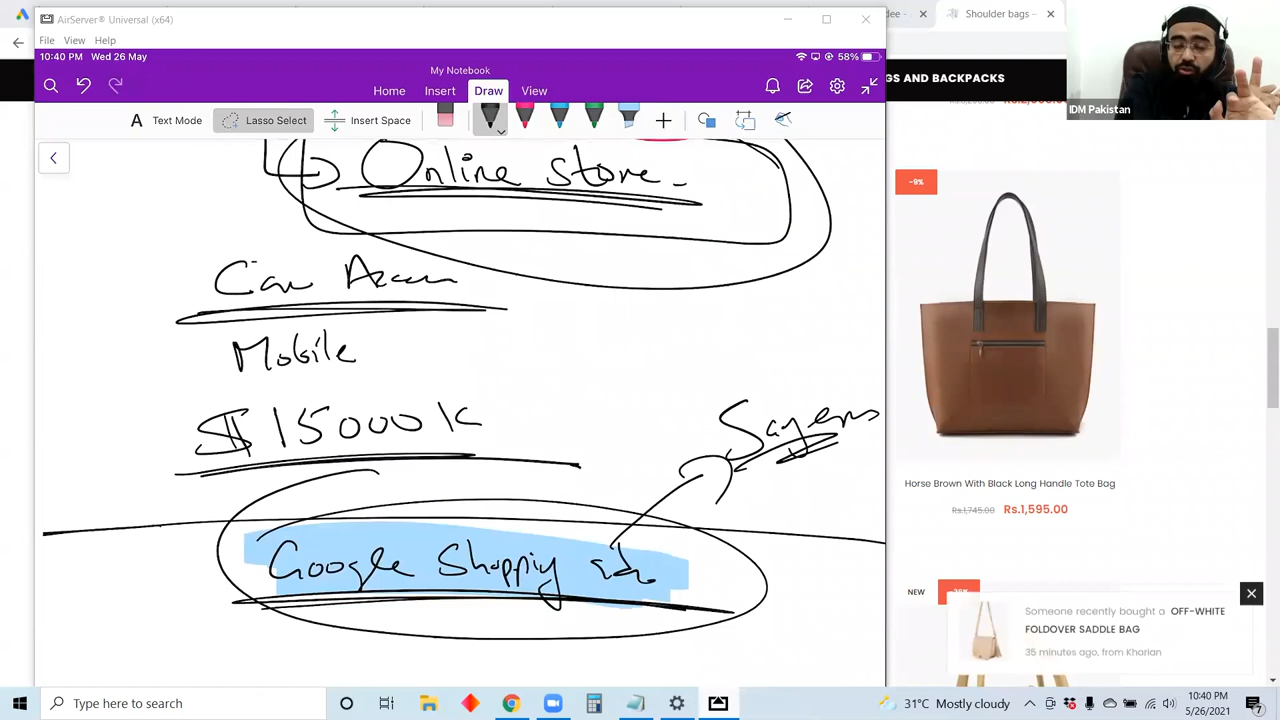 AirServer® Universal (x64)
dee
Shoulder bags –
File View Help
10:40 PM Wed 26 May
58%
My Notebook
Home Insert Draw View
GS AND BACKPACKS
IDM Pakistan
Text Mode Lasso Select Insert Space
Online store.
-9%
Mobile
$15000 K
Horse Brown With Black Long Handle Tote Bag
Rs.1,745.00 Rs.1,595.00
Google Shopping ads
NEW
Someone recently bought a OFF-WHITE
FOLDOVER SADDLE BAG
35 minutes ago, from Kharian
Type here to search
31°C Mostly cloudy
10:40 PM
5/26/2021
7